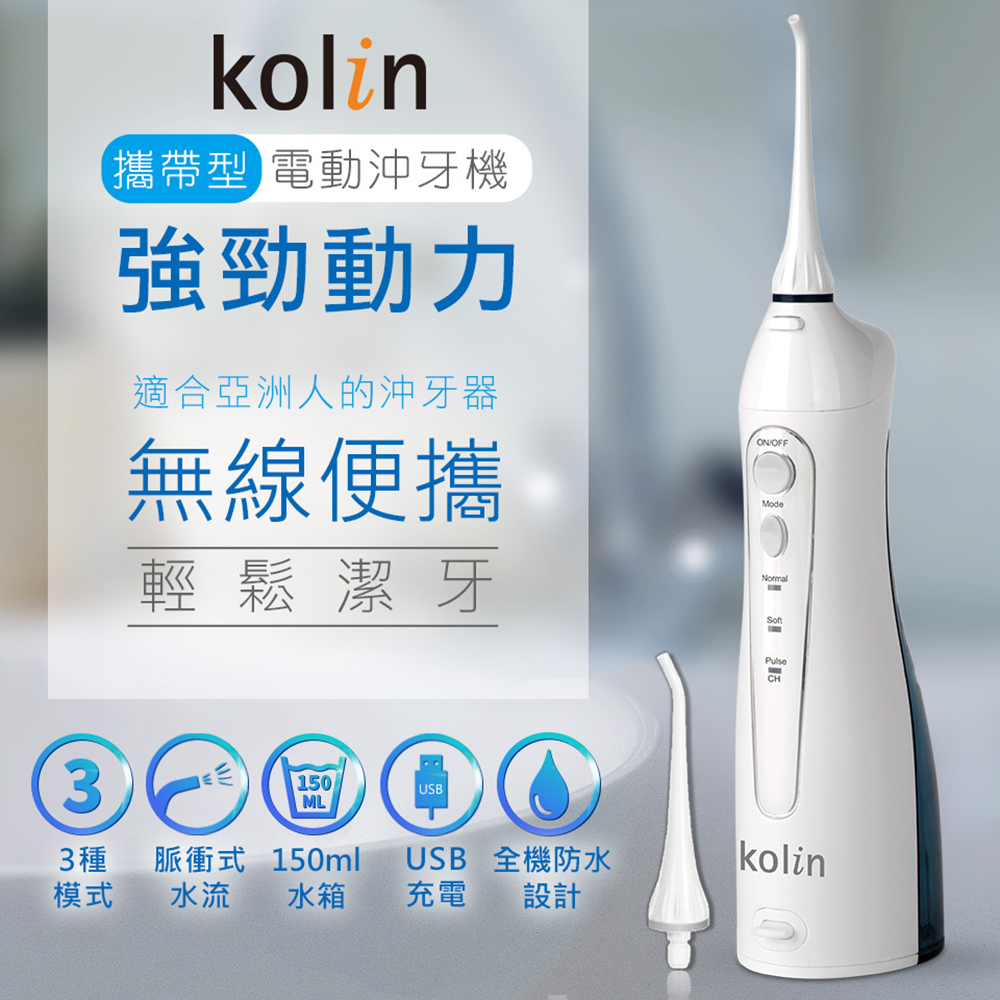 kolin
攜帶型 電動沖牙機
強勁動力
適合亞洲人的沖牙器
無線便攜
輕鬆潔牙
3
150
ML
USB
3種
模式
脈衝式
水流
150ml
水箱
USB
充電
全機防水
設計
ON/OFF
Mode
Normal
Soft
Pulse
CH
kolin